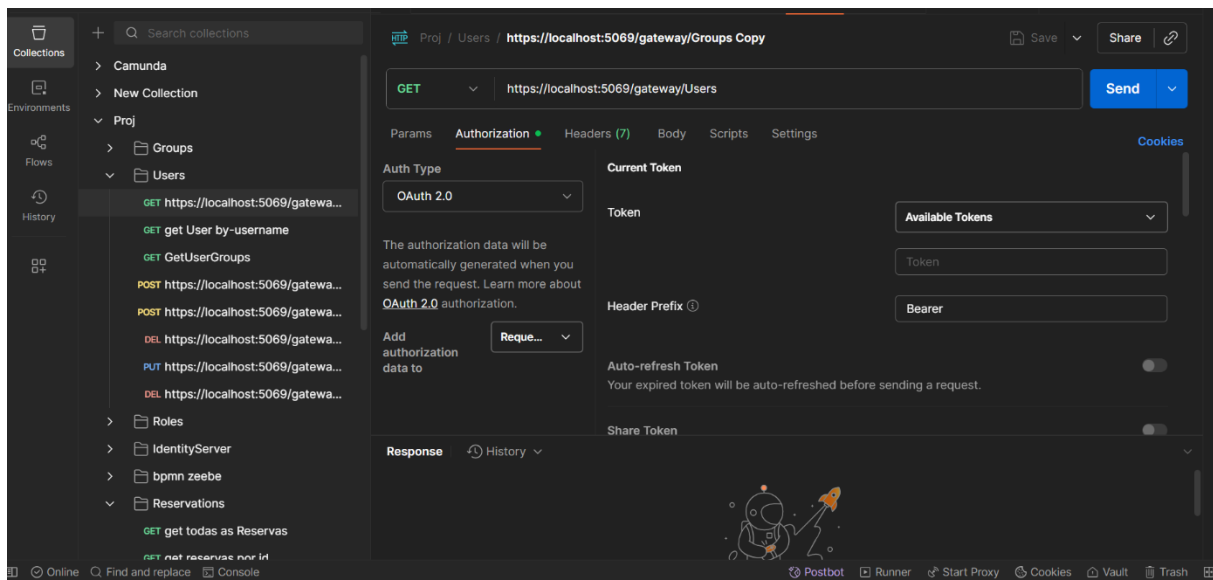 Collections
Environments
Flows
History
Search collections
Camunda
New Collection
Proj
Groups
Users
GET https://localhost:5069/gatewa...
GET get User by-username
GET GetUserGroups
POST https://localhost:5069/gatewa...
POST https://localhost:5069/gatewa...
DEL https://localhost:5069/gatewa...
PUT https://localhost:5069/gatewa...
DEL https://localhost:5069/gatewa...
Roles
IdentityServer
bpmn zeebe
Reservations
GET get todas as Reservas
GET get reservas por id
HTTP Proj / Users / https://localhost:5069/gateway/Groups Copy
Save
Share
GET https://localhost:5069/gateway/Users
Send
Params Authorization Headers (7) Body Scripts Settings
Cookies
Auth Type
OAuth 2.0
The authorization data will be
automatically generated when you
send the request. Learn more about
OAuth 2.0 authorization.
Add
authorization
data to
Reque...
Current Token
Token
Available Tokens
Token
Header Prefix
Bearer
Auto-refresh Token
Your expired token will be auto-refreshed before sending a request.
Share Token
Response History
Online Find and replace Console
Postbot Runner Start Proxy Cookies Vault Trash